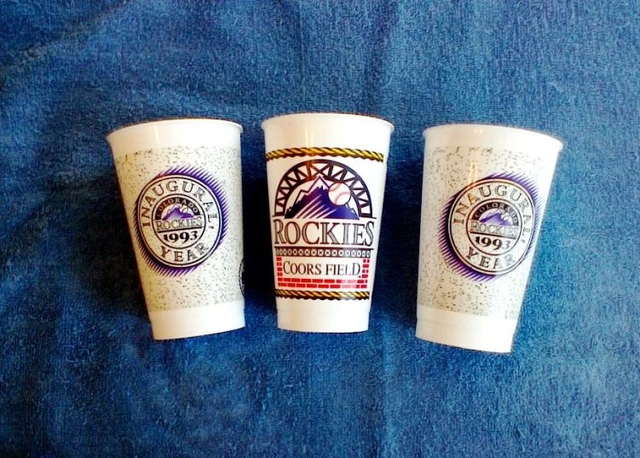 INAUGURAL
COLORADO
ROCKIES
1993
YEAR
ROCKIES
COORS FIELD
INAUGURAL
COLORADO
ROCKIES
1993
YEAR